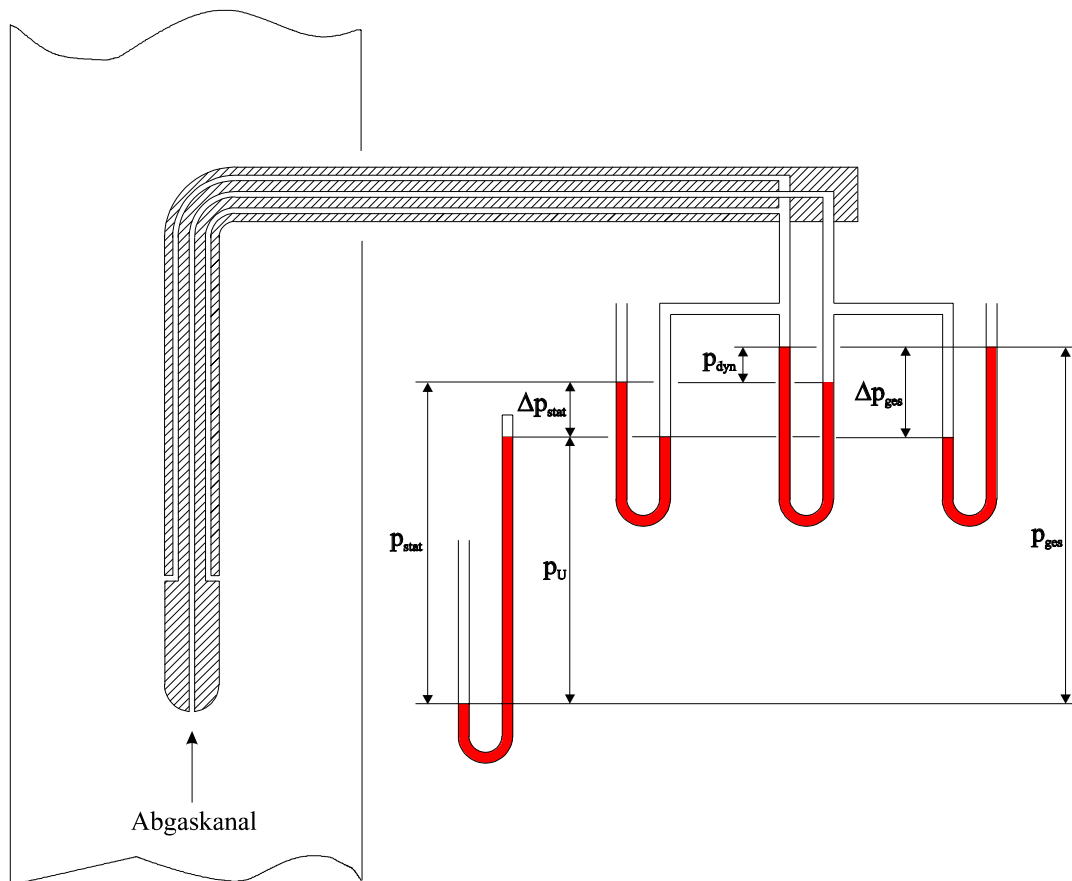 p_dyn
Δp_stat
Δp_ges
p_stat
p_U
p_ges
Abgaskanal